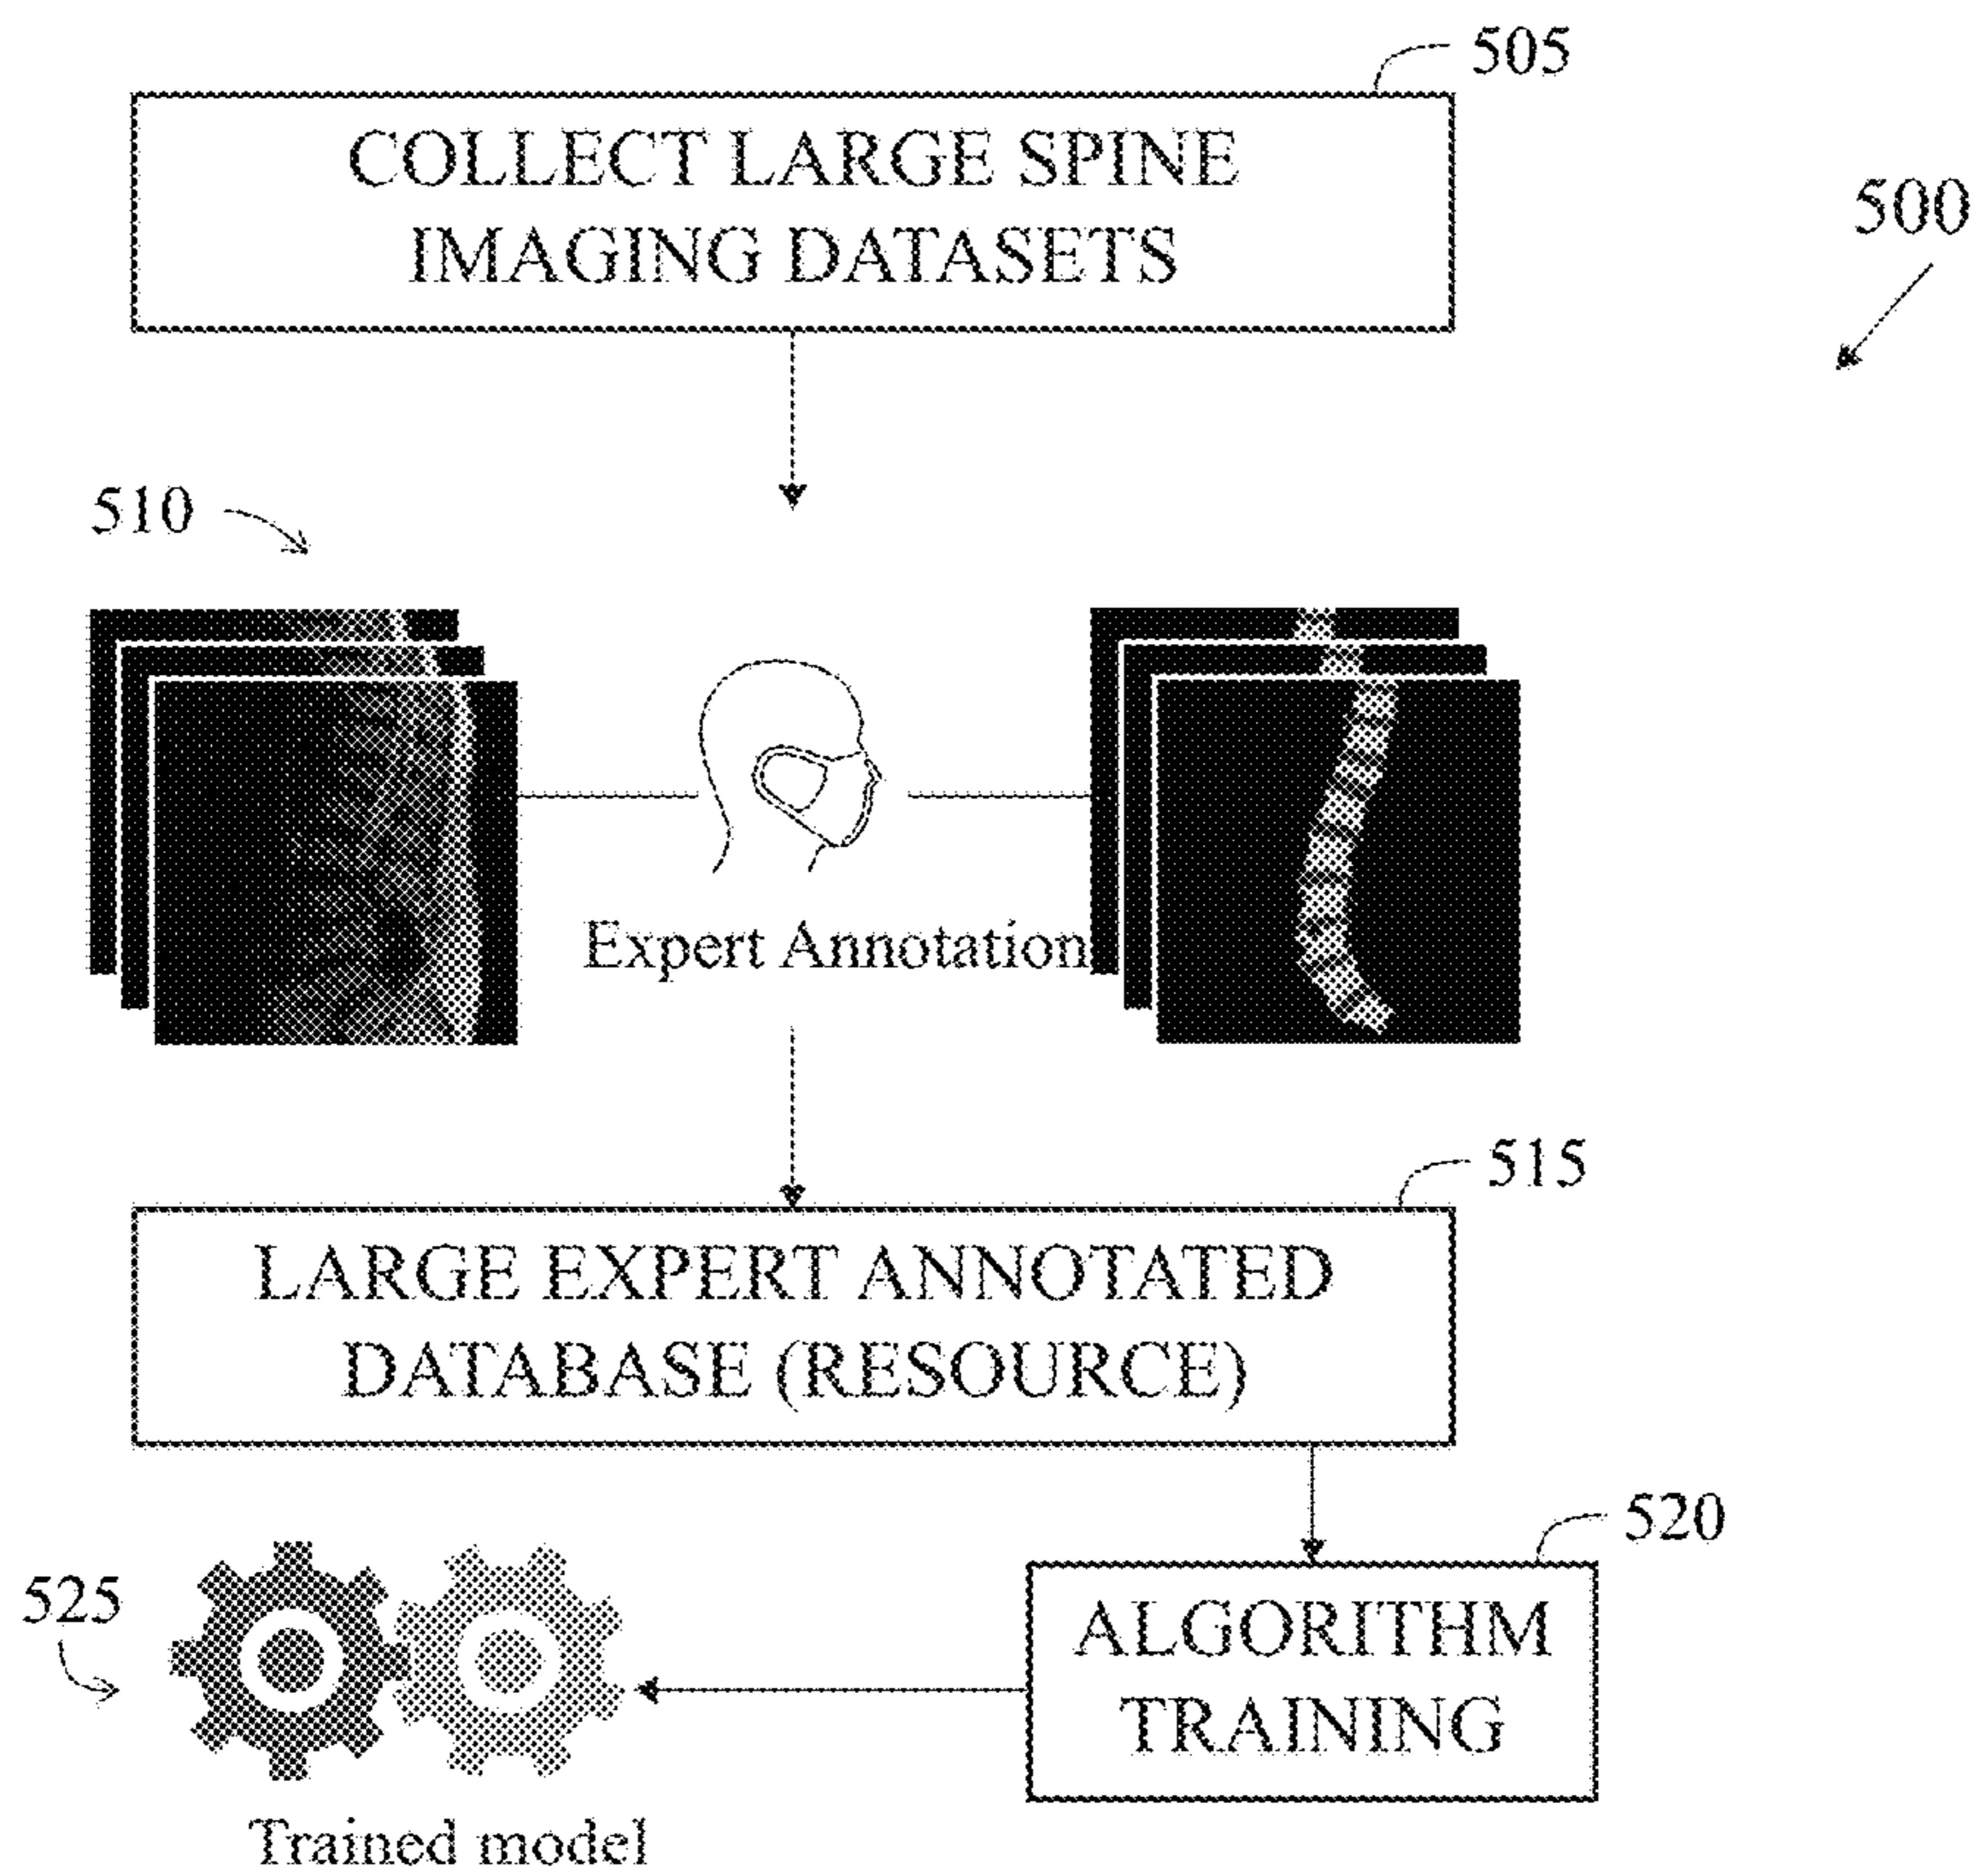 505
COLLECT LARGE SPINE
IMAGING DATASETS
500
510
Expert Annotation
515
LARGE EXPERT ANNOTATED
DATABASE (RESOURCE)
520
525
ALGORITHM
TRAINING
Trained model